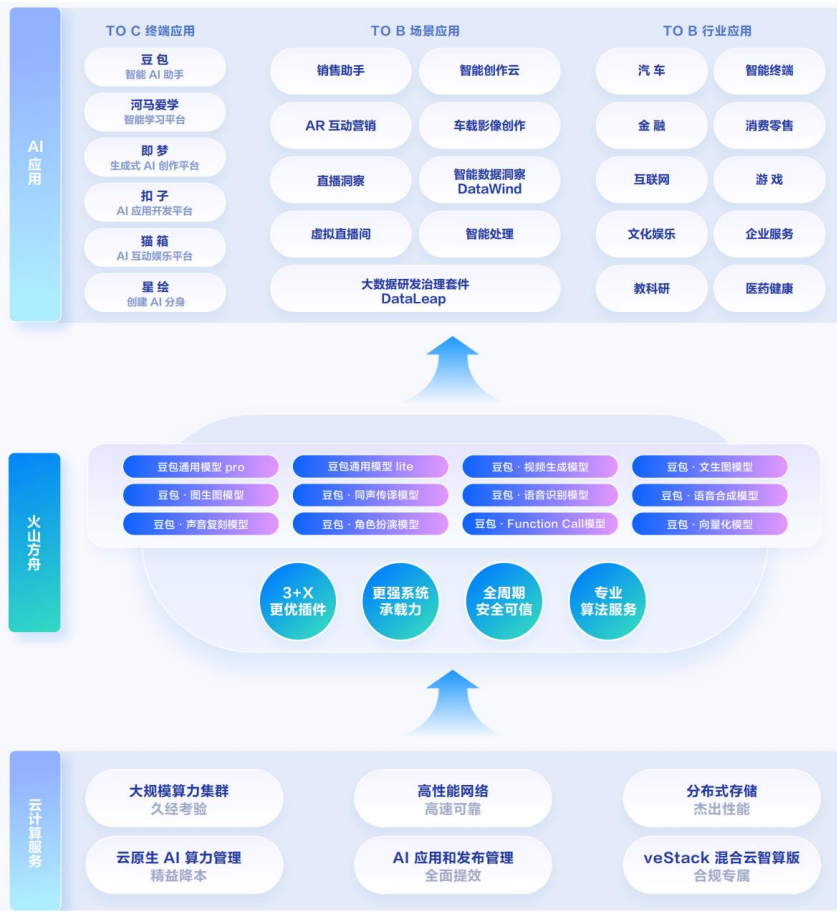 AI
应用
TO C 终端应用
豆 包
智能 AI 助手
河马爱学
智能学习平台
即 梦
生成式 AI 创作平台
扣 子
AI 应用开发平台
猫 箱
AI 互动娱乐平台
星 绘
创建 AI 分身
TO B 场景应用
销售助手
智能创作云
AR 互动营销
车载影像创作
直播洞察
智能数据洞察
DataWind
虚拟直播间
智能处理
大数据研发治理套件
DataLeap
TO B 行业应用
汽 车
智能终端
金 融
消费零售
互联网
游 戏
文化娱乐
企业服务
教科研
医药健康
火山方舟
豆包通用模型 pro
豆包通用模型 lite
豆包 · 视频生成模型
豆包 · 文生图模型
豆包 · 图生图模型
豆包 · 同声传译模型
豆包 · 语音识别模型
豆包 · 语音合成模型
豆包 · 声音复刻模型
豆包 · 角色扮演模型
豆包 · Function Call模型
豆包 · 向量化模型
3+X
更优插件
更强系统
承载力
全周期
安全可信
专业
算法服务
云计算服务
大规模算力集群
久经考验
高性能网络
高速可靠
分布式存储
杰出性能
云原生 AI 算力管理
精益降本
AI 应用和发布管理
全面提效
veStack 混合云智算版
合规专属